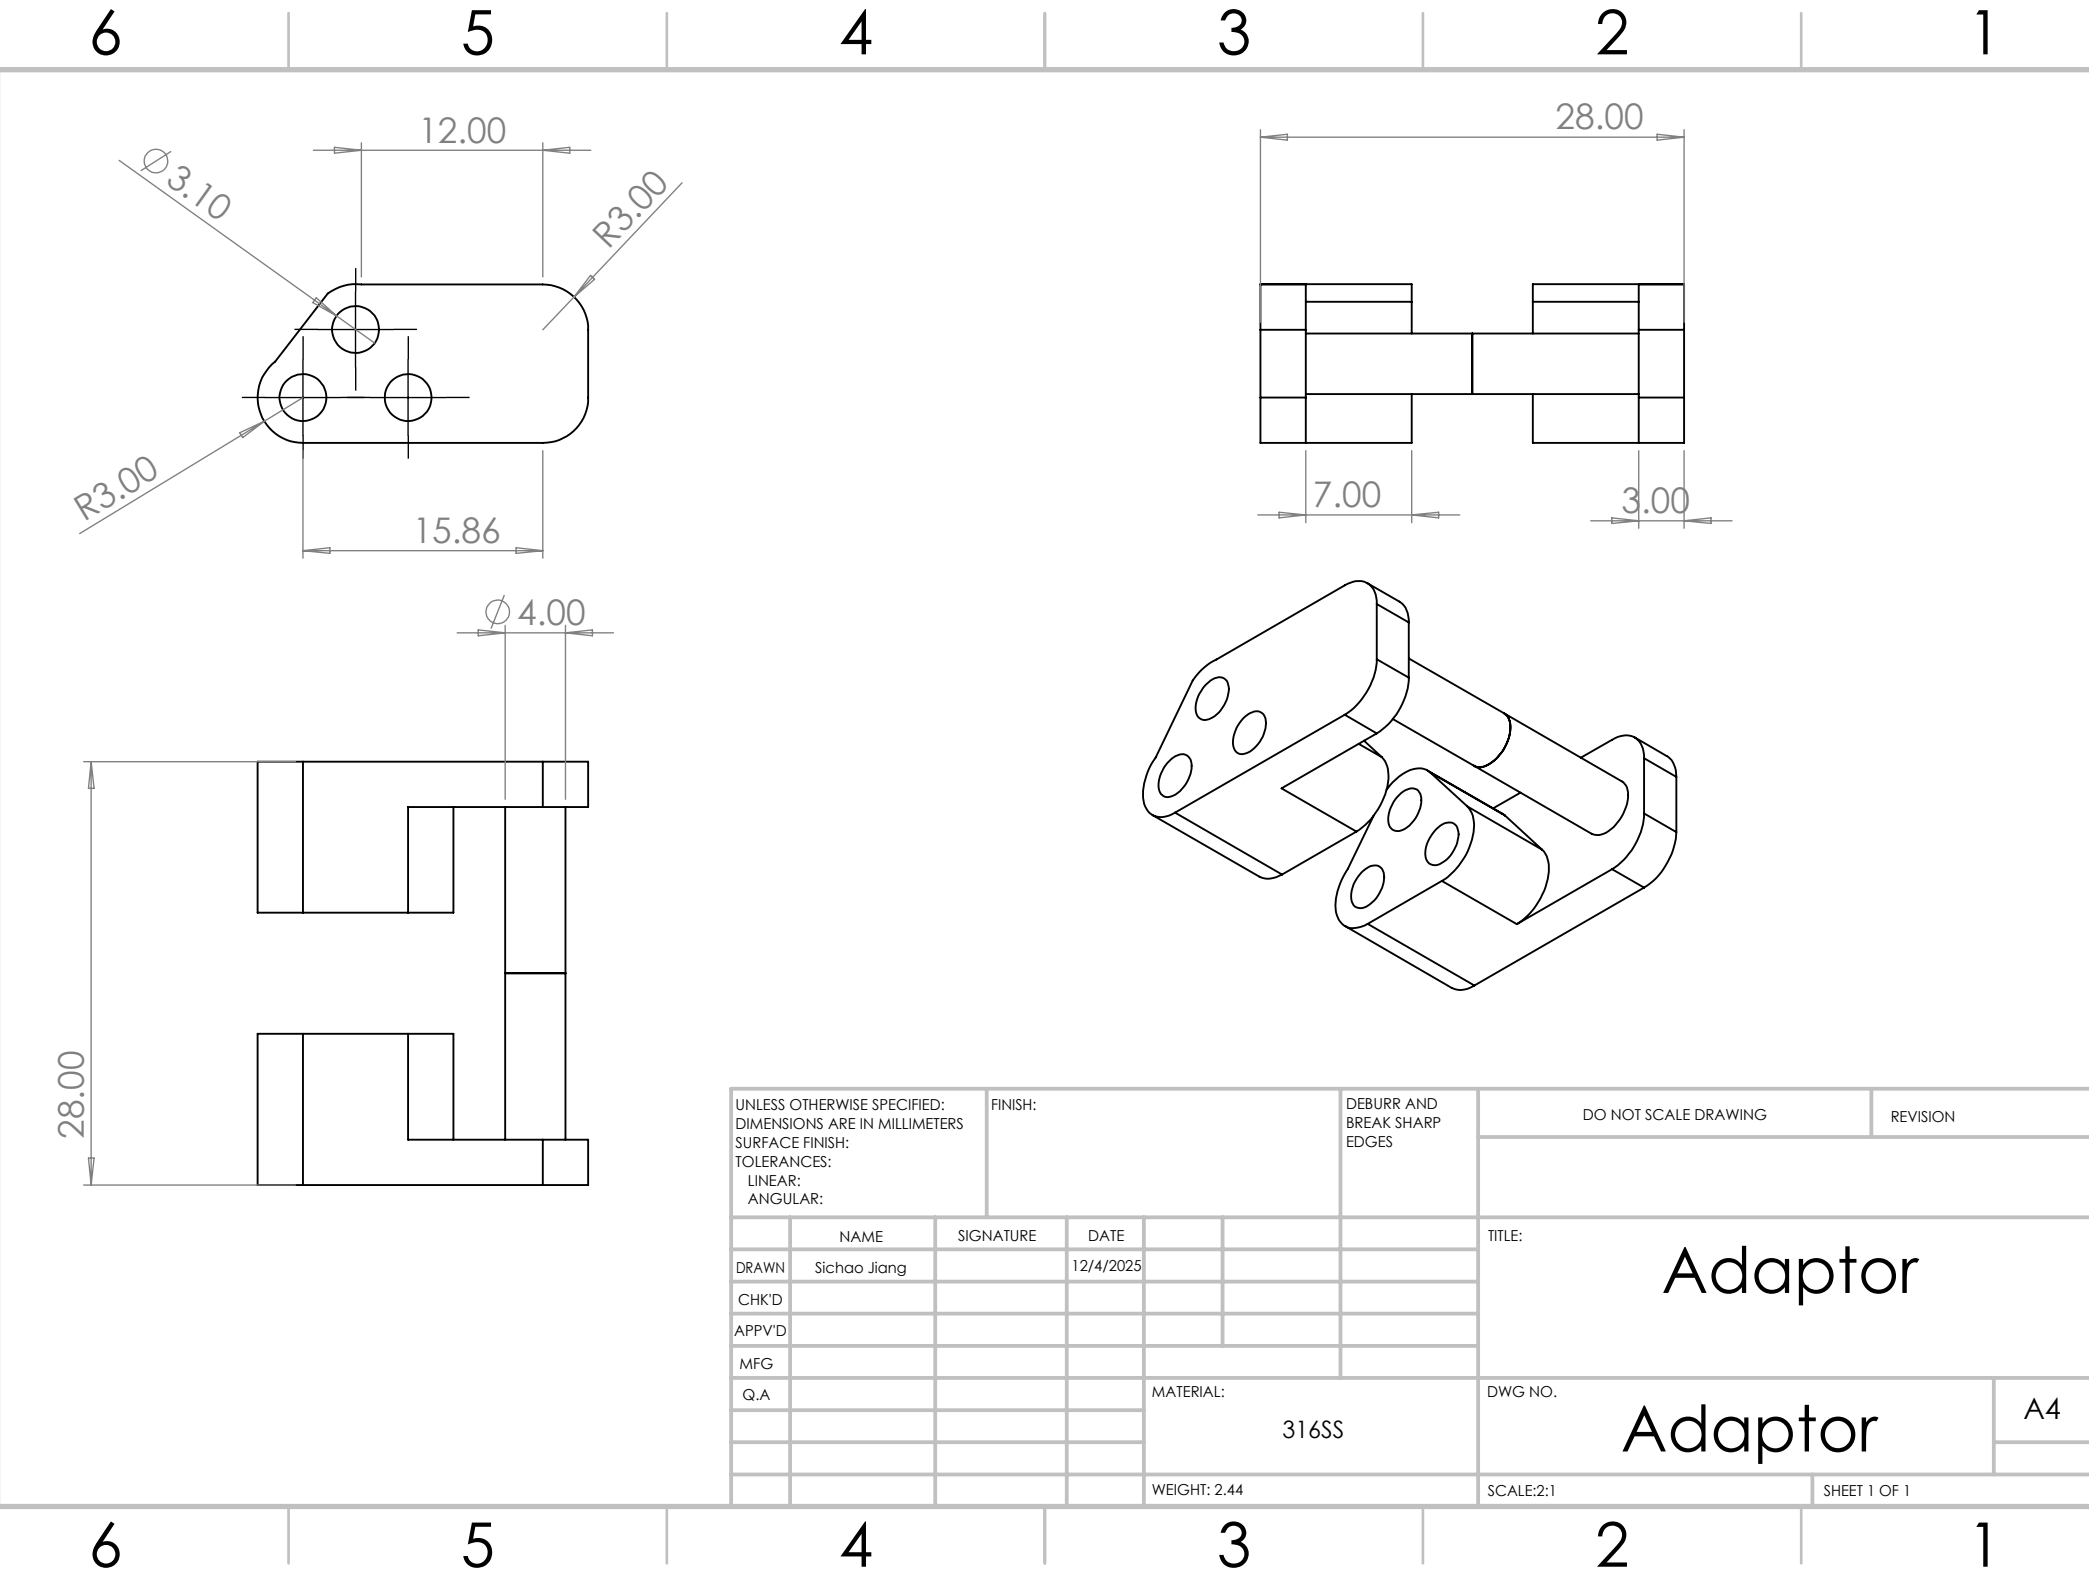 6 5 4 3 2 1
12.00
28.00
⌀3.10
R3.00
R3.00
15.86
7.00
3.00
⌀4.00
28.00
UNLESS OTHERWISE SPECIFIED:
DIMENSIONS ARE IN MILLIMETERS
SURFACE FINISH:
TOLERANCES:
LINEAR:
ANGULAR:
FINISH:
DEBURR AND
BREAK SHARP
EDGES
DO NOT SCALE DRAWING
REVISION
NAME SIGNATURE DATE
DRAWN Sichao Jiang 12/4/2025
CHK'D
APPV'D
MFG
Q.A
TITLE:
Adaptor
MATERIAL:
316SS
DWG NO.
Adaptor
A4
WEIGHT: 2.44
SCALE:2:1
SHEET 1 OF 1
6 5 4 3 2 1